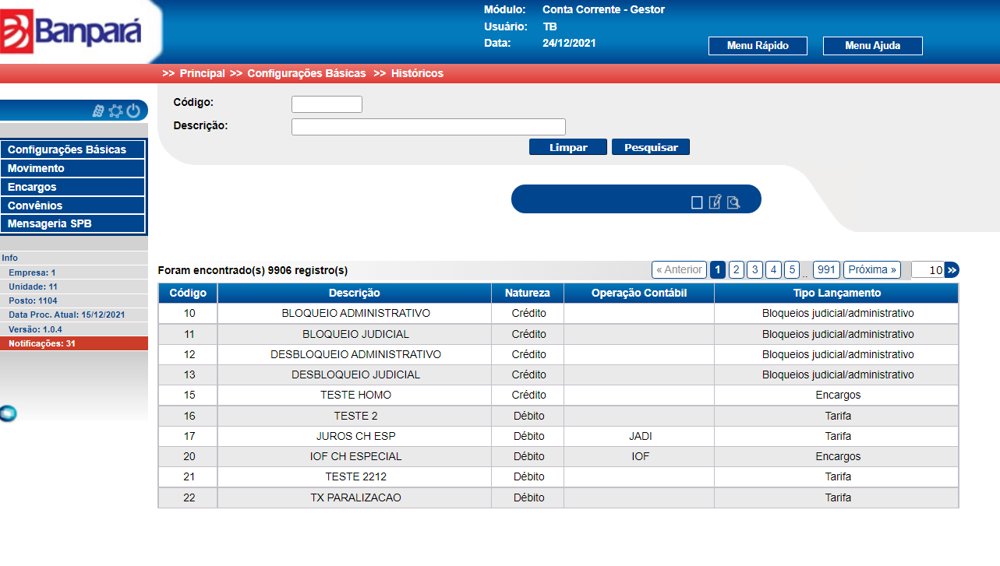 Banpará
Módulo: Conta Corrente - Gestor
Usuário: TB
Data: 24/12/2021
Menu Rápido Menu Ajuda
>> Principal >> Configurações Básicas >> Históricos
Código:
Descrição:
Limpar Pesquisar
Configurações Básicas
Movimento
Encargos
Convênios
Mensageria SPB
Info
Empresa: 1
Unidade: 11
Posto: 1104
Data Proc. Atual: 15/12/2021
Versão: 1.0.4
Notificações: 31
Foram encontrado(s) 9906 registro(s) « Anterior 1 2 3 4 5 .. 991 Próxima » 10 »
Código Descrição Natureza Operação Contábil Tipo Lançamento
10 BLOQUEIO ADMINISTRATIVO Crédito Bloqueios judicial/administrativo
11 BLOQUEIO JUDICIAL Crédito Bloqueios judicial/administrativo
12 DESBLOQUEIO ADMINISTRATIVO Crédito Bloqueios judicial/administrativo
13 DESBLOQUEIO JUDICIAL Crédito Bloqueios judicial/administrativo
15 TESTE HOMO Crédito Encargos
16 TESTE 2 Débito Tarifa
17 JUROS CH ESP Débito JADI Tarifa
20 IOF CH ESPECIAL Débito IOF Encargos
21 TESTE 2212 Débito Tarifa
22 TX PARALIZACAO Débito Tarifa